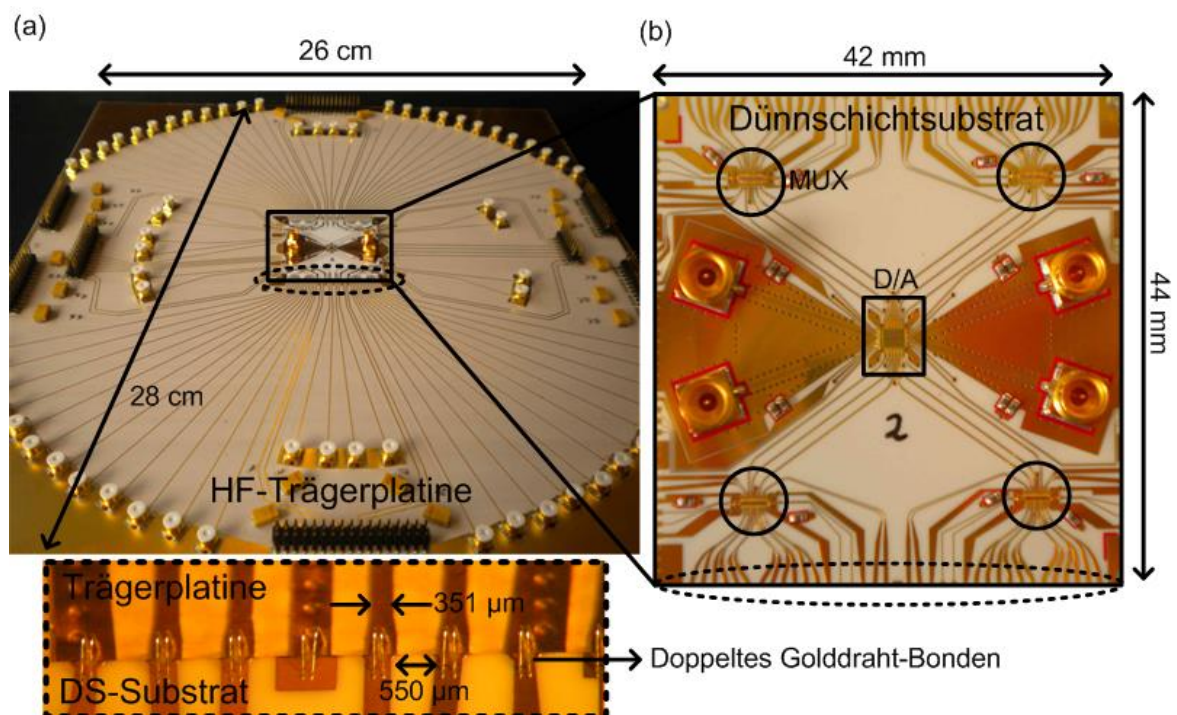 (a)
26 cm
28 cm
HF-Trägerplatine
Trägerplatine
351 µm
550 µm
DS-Substrat
Doppeltes Golddraht-Bonden
(b)
42 mm
Dünnschichtsubstrat
MUX
D/A
44 mm
2